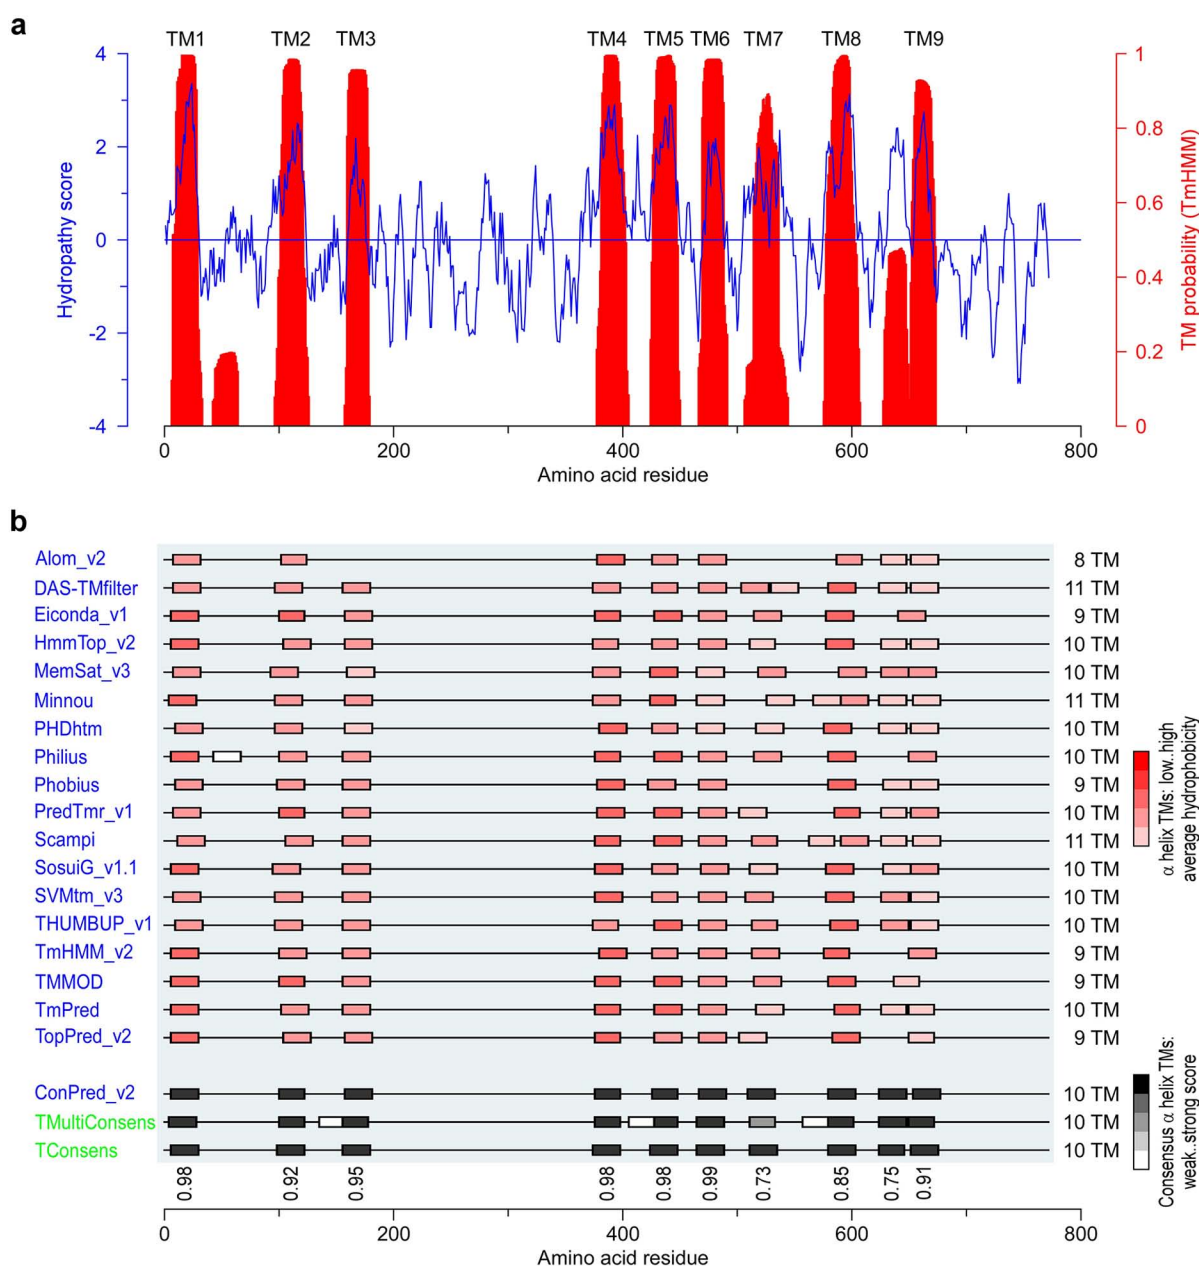 a
TM1 TM2 TM3 TM4 TM5 TM6 TM7 TM8 TM9
4 2 0 -2 -4
Hydropathy score
1 0.8 0.6 0.4 0.2 0
TM probability (TmHMM)
0 200 400 600 800
Amino acid residue
b
Alom_v2 8 TM
DAS-TMfilter 11 TM
Eiconda_v1 9 TM
HmmTop_v2 10 TM
MemSat_v3 10 TM
Minnou 11 TM
PHDhtm 10 TM
Philius 10 TM
Phobius 9 TM
PredTmr_v1 10 TM
Scampi 11 TM
SosuiG_v1.1 10 TM
SVMtm_v3 10 TM
THUMBUP_v1 10 TM
TmHMM_v2 9 TM
TMMOD 9 TM
TmPred 10 TM
TopPred_v2 9 TM
ConPred_v2 10 TM
TMultiConsens 10 TM
TConsens 10 TM
α helix TMs: low..high
average hydrophobicity
Consensus α helix TMs:
weak..strong score
0.98 0.92 0.95 0.98 0.98 0.99 0.73 0.85 0.75 0.91
0 200 400 600 800
Amino acid residue